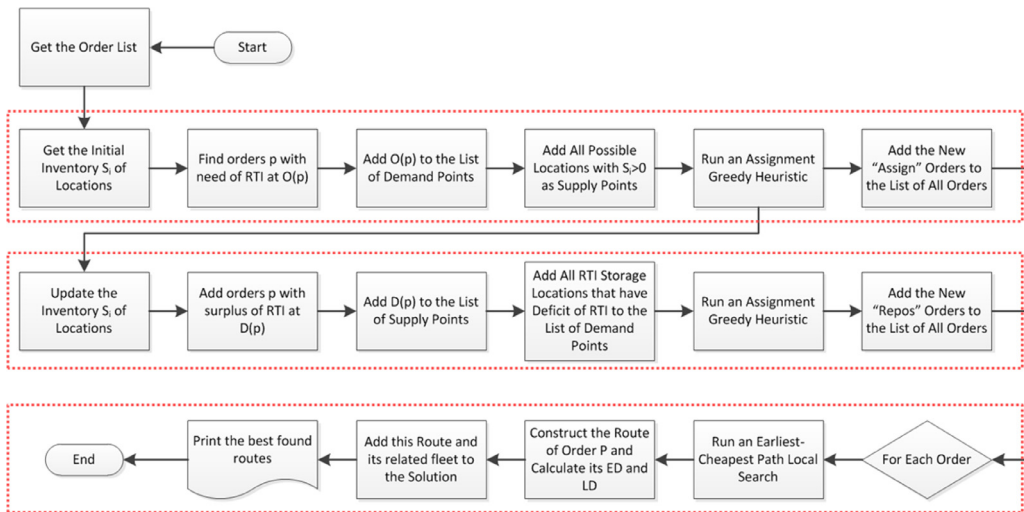 Get the Order List
Start
Get the Initial
Inventory Sᵢ of
Locations
Find orders p with
need of RTI at O(p)
Add O(p) to the List
of Demand Points
Add All Possible
Locations with Sᵢ>0
as Supply Points
Run an Assignment
Greedy Heuristic
Add the New
“Assign” Orders to
the List of All Orders
Update the
Inventory Sᵢ of
Locations
Add orders p with
surplus of RTI at
D(p)
Add D(p) to the List
of Supply Points
Add All RTI Storage
Locations that have
Deficit of RTI to the
List of Demand
Points
Run an Assignment
Greedy Heuristic
Add the New
“Repos” Orders to
the List of All Orders
End
Print the best found
routes
Add this Route and
its related fleet to
the Solution
Construct the Route
of Order P and
Calculate its ED and
LD
Run an Earliest-
Cheapest Path Local
Search
For Each Order